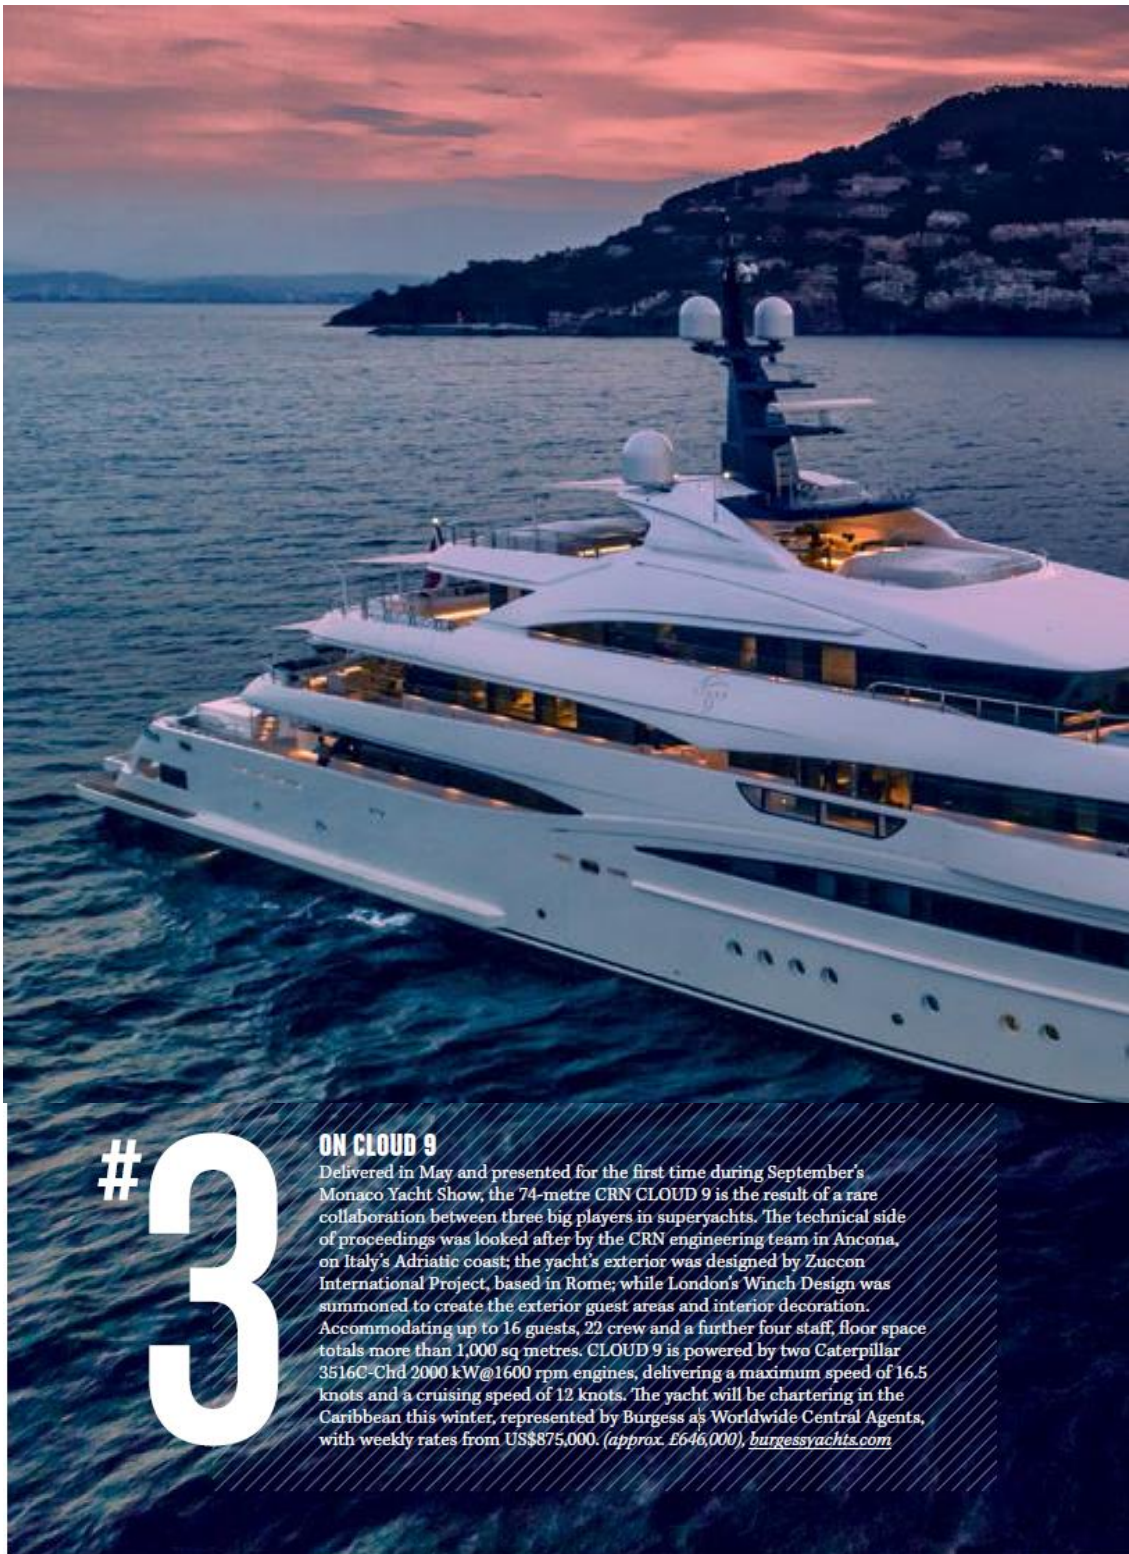 #3
ON CLOUD 9
Delivered in May and presented for the first time during September's
Monaco Yacht Show, the 74-metre CRN CLOUD 9 is the result of a rare
collaboration between three big players in superyachts. The technical side
of proceedings was looked after by the CRN engineering team in Ancona,
on Italy's Adriatic coast; the yacht's exterior was designed by Zuccon
International Project, based in Rome; while London's Winch Design was
summoned to create the exterior guest areas and interior decoration.
Accommodating up to 16 guests, 22 crew and a further four staff, floor space
totals more than 1,000 sq metres. CLOUD 9 is powered by two Caterpillar
3516C-Chd 2000 kW@1600 rpm engines, delivering a maximum speed of 16.5
knots and a cruising speed of 12 knots. The yacht will be chartering in the
Caribbean this winter, represented by Burgess as Worldwide Central Agents,
with weekly rates from US$875,000. (approx. £646,000), burgessyachts.com